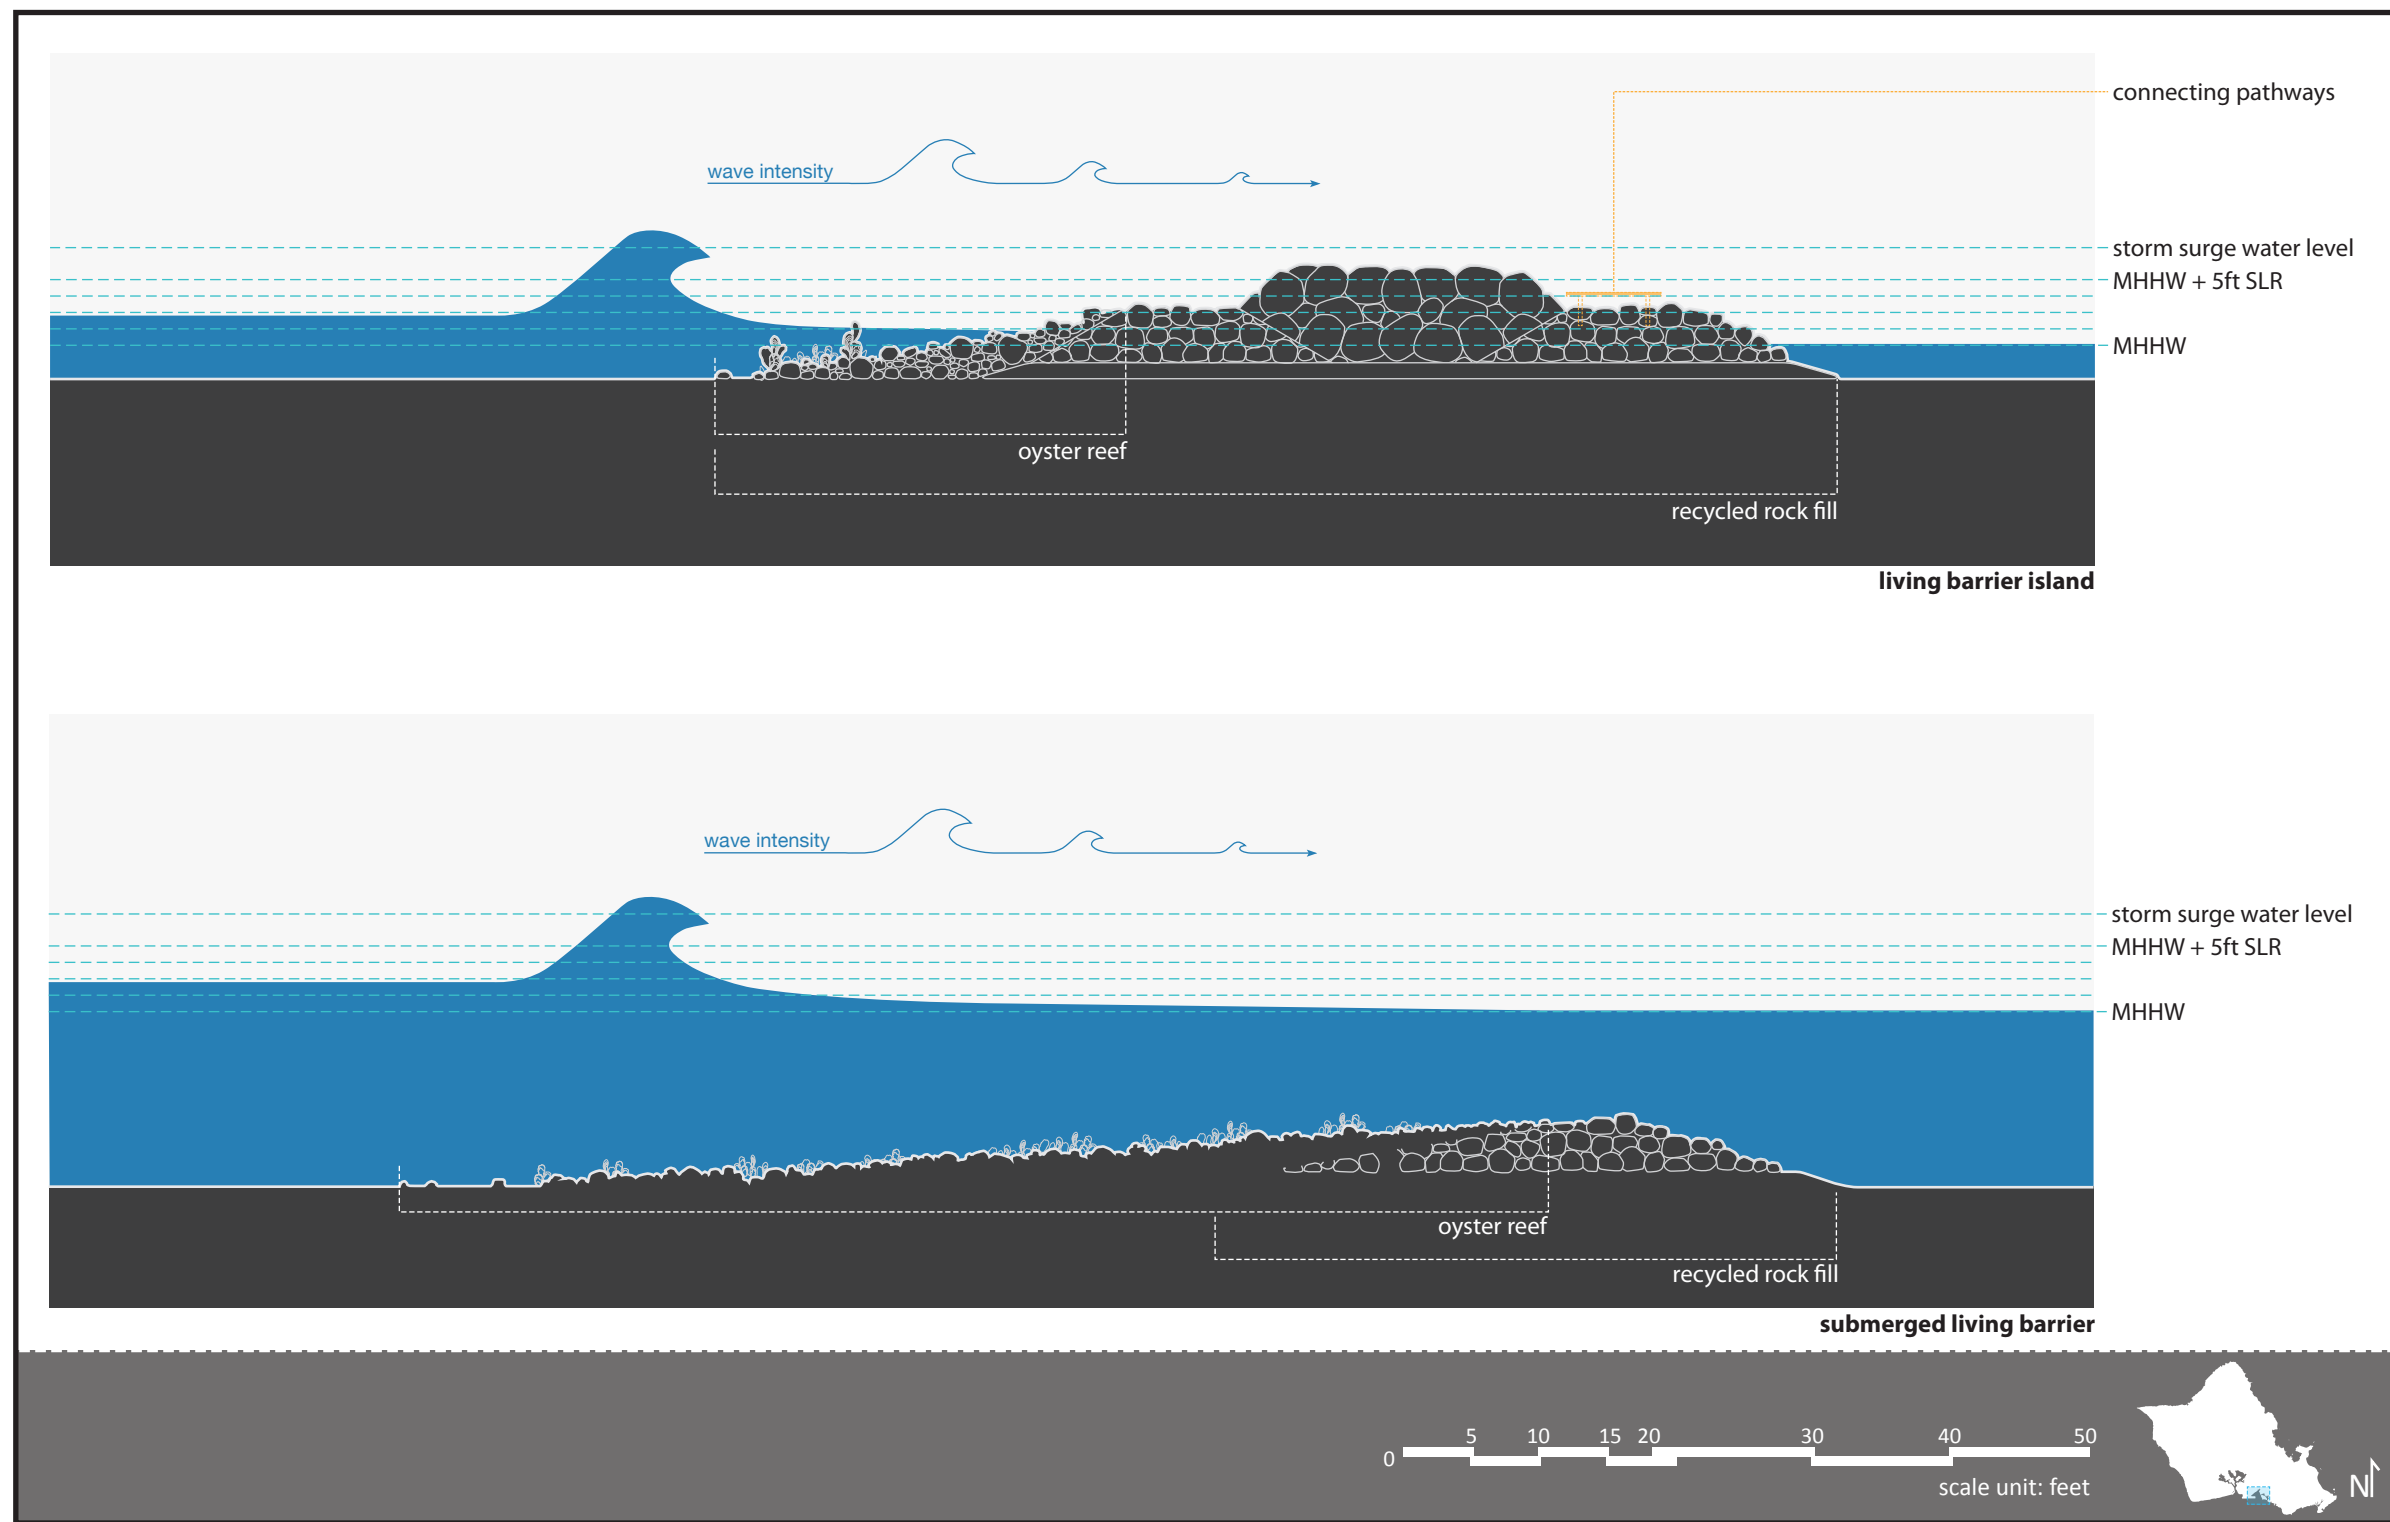 connecting pathways
wave intensity
storm surge water level
MHHW + 5ft SLR
MHHW
oyster reef
recycled rock fill
living barrier island
wave intensity
storm surge water level
MHHW + 5ft SLR
MHHW
oyster reef
recycled rock fill
submerged living barrier
0 5 10 15 20 30 40 50
scale unit: feet
N